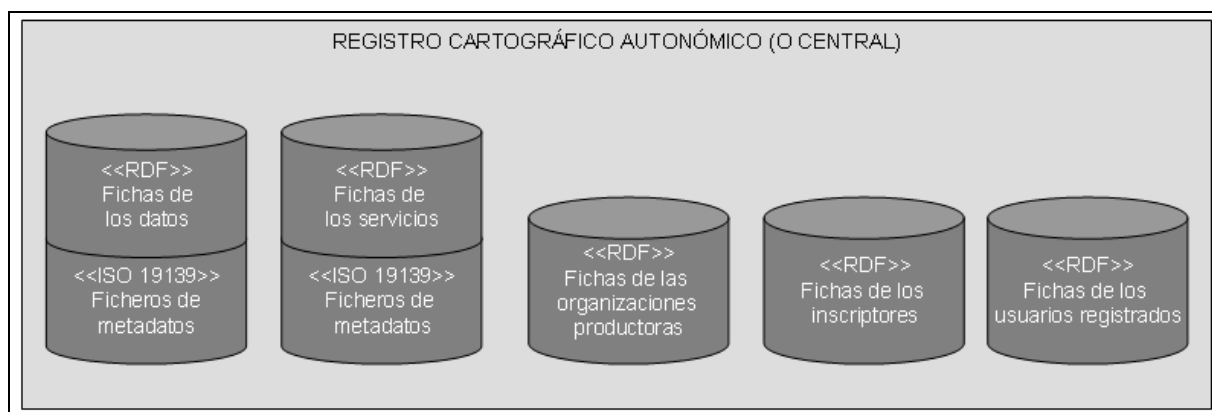 REGISTRO CARTOGRÁFICO AUTONÓMICO (O CENTRAL)
<<RDF>>
Fichas de
los datos
<<ISO 19139>>
Ficheros de
metadatos
<<RDF>>
Fichas de
los servicios
<<ISO 19139>>
Ficheros de
metadatos
<<RDF>>
Fichas de las
organizaciones
productoras
<<RDF>>
Fichas de los
inscriptores
<<RDF>>
Fichas de los
usuarios registrados